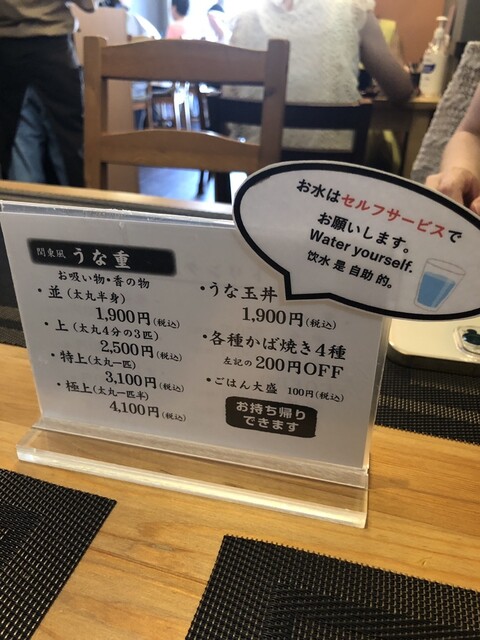 お水はセルフサービスで
お願いします。
Water yourself.
饮水 是 自助 的。
関東風 うな重
お吸い物・香の物
・並(太丸半身)
1,900円(税込)
・上(太丸4分の3匹)
2,500円(税込)
・特上(太丸一匹)
3,100円(税込)
・極上(太丸一匹半)
4,100円(税込)
・うな玉丼
1,900円(税込)
・各種かば焼き4種
左記の200円OFF
・ごはん大盛 100円(税込)
お持ち帰り
できます